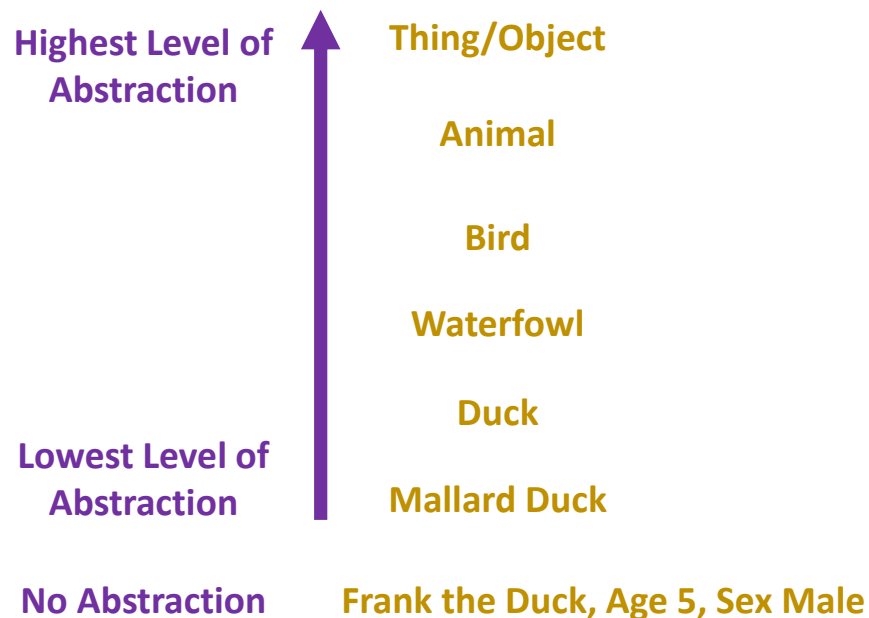 Highest Level of
Abstraction
Thing/Object
Animal
Bird
Waterfowl
Duck
Lowest Level of
Abstraction
Mallard Duck
No Abstraction
Frank the Duck, Age 5, Sex Male